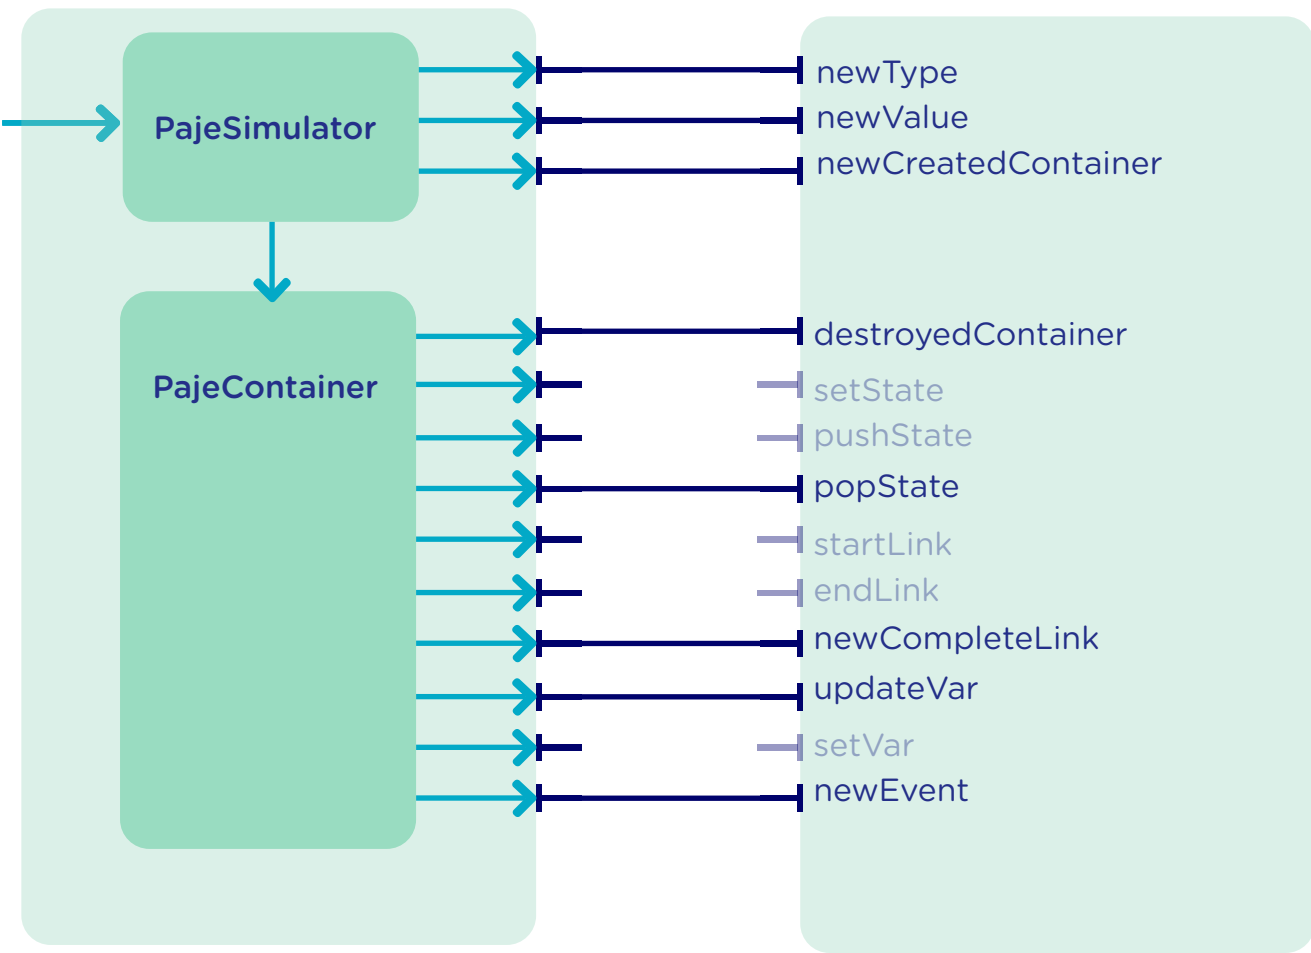 PajeSimulator
newType
newValue
newCreatedContainer
PajeContainer
destroyedContainer
setState
pushState
popState
startLink
endLink
newCompleteLink
updateVar
setVar
newEvent